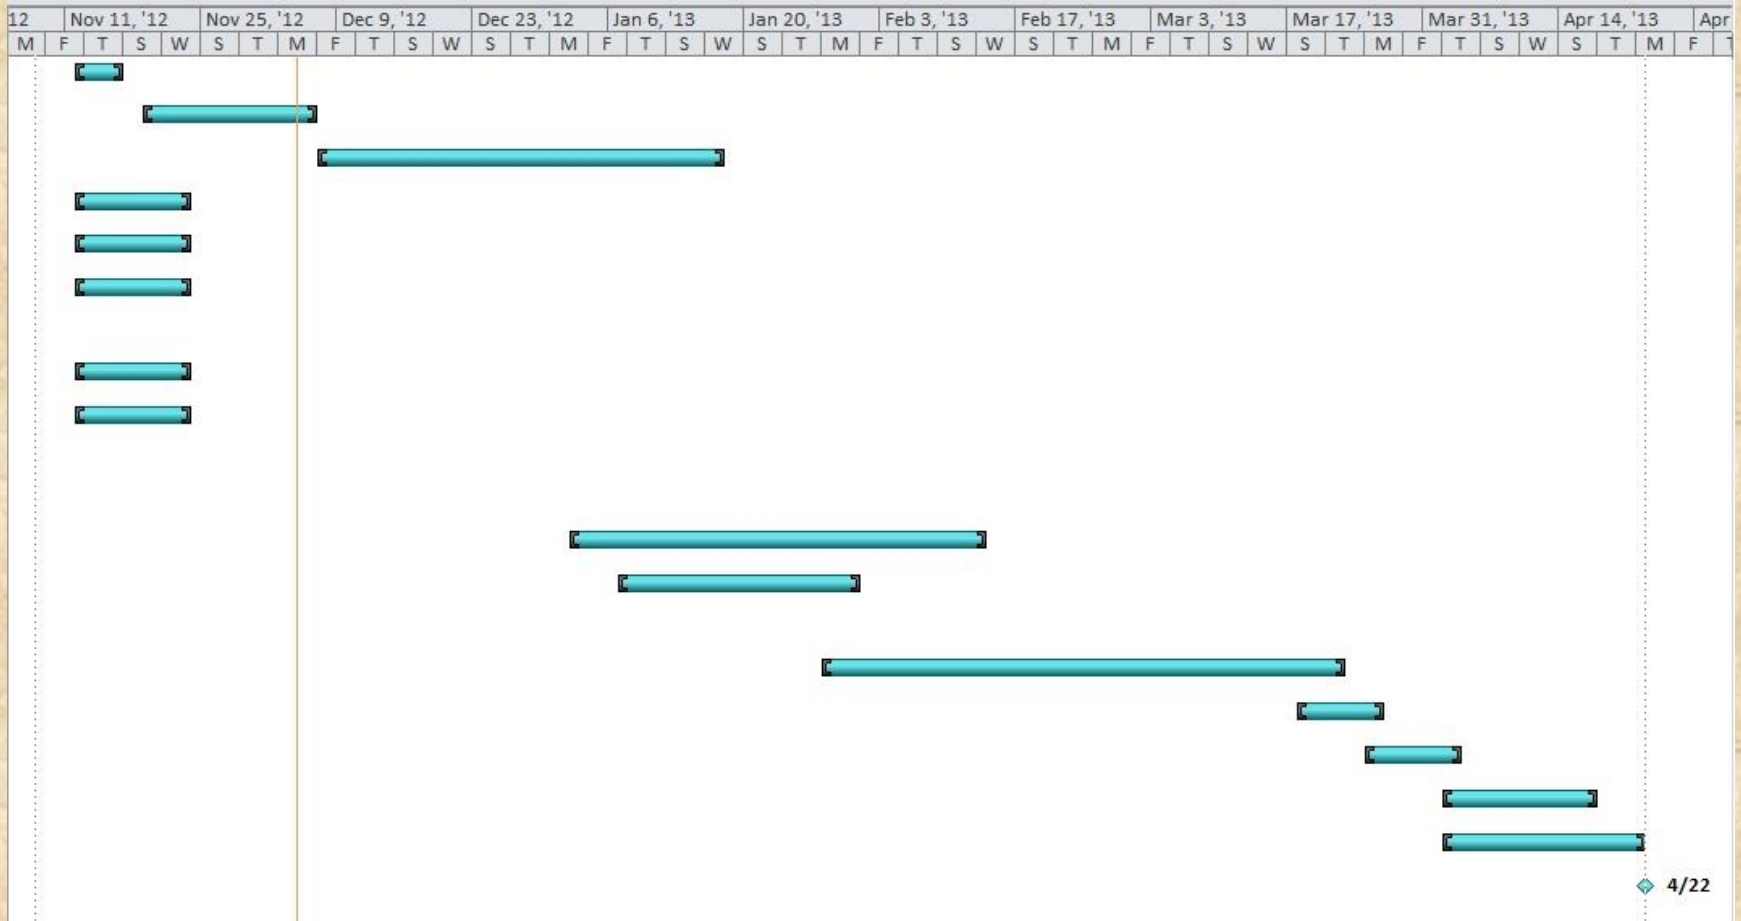 12 Nov 11, '12 Nov 25, '12 Dec 9, '12 Dec 23, '12 Jan 6, '13 Jan 20, '13 Feb 3, '13 Feb 17, '13 Mar 3, '13 Mar 17, '13 Mar 31, '13 Apr 14, '13 Apr
M F T S W S T M F T S W S T M F T S W S T M F T S W S T M F T S W S T M F T S W S T M F T
4/22